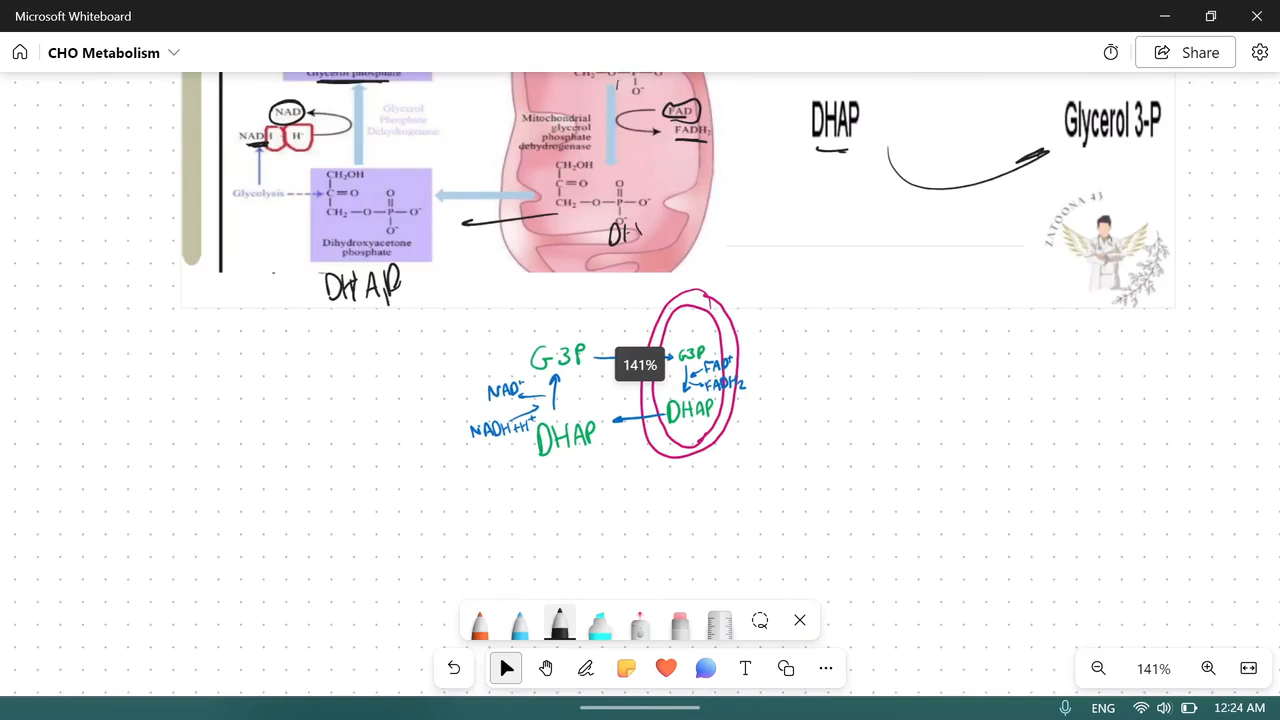 Microsoft Whiteboard
CHO Metabolism
Share
Glycerol phosphate
NAD
NADH H⁺
Glycerol
Phosphate
Dehydrogenase
Glycolysis
CH₂OH
C=O
CH₂—O—P—O⁻
O
O⁻
Dihydroxyacetone
phosphate
DHAP
O⁻
Mitochondrial
glycerol
phosphate
dehydrogenase
FAD
FADH₂
CH₂OH
C=O
CH₂—O—P—O⁻
O
O⁻
DH
DHAP
Glycerol 3-P
ZATOONA 43
G3P
141%
G3P
NAD⁺
FAD⁺
FADH2
NADH+H⁺
DHAP
DHAP
T
141%
ENG
12:24 AM